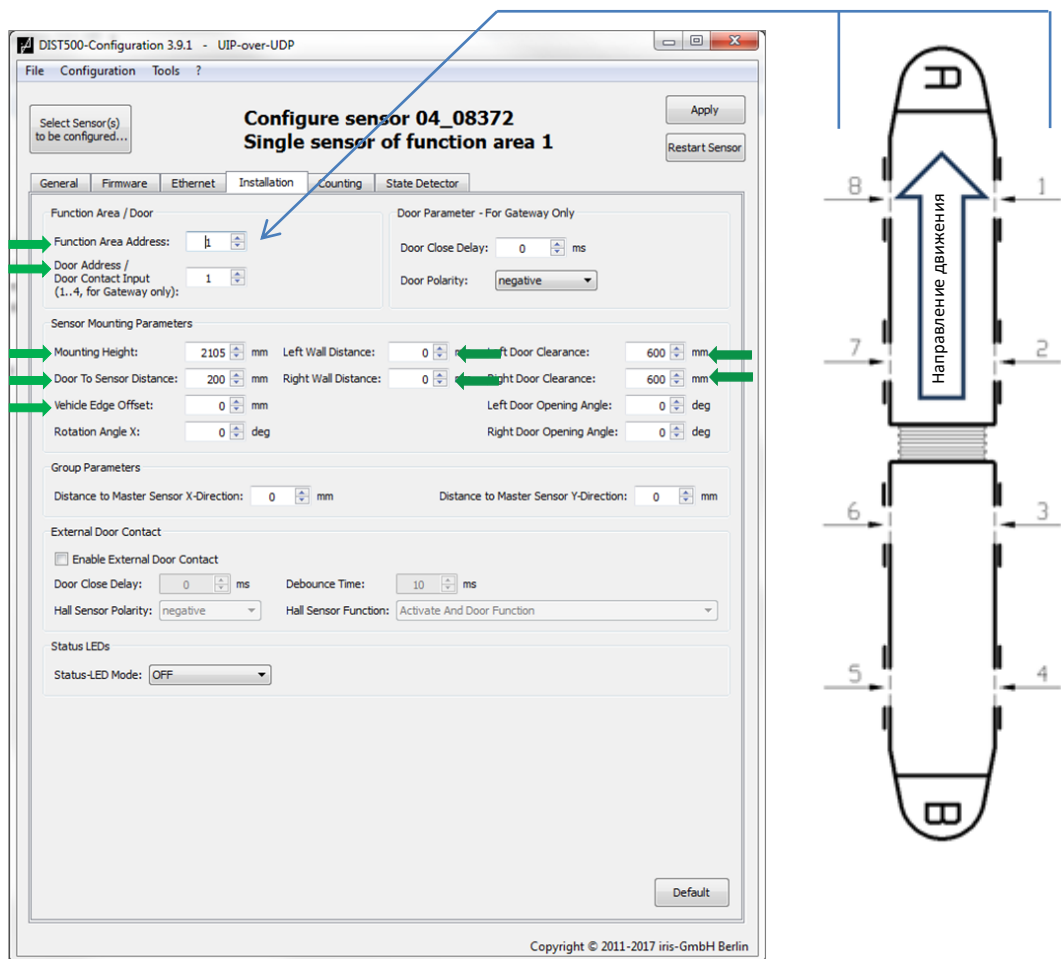 DIST500-Configuration 3.9.1 - UIP-over-UDP
File Configuration Tools ?
Select Sensor(s)
to be configured...
Configure sensor 04_08372
Single sensor of function area 1
Apply
Restart Sensor
General Firmware Ethernet Installation Counting State Detector
Function Area / Door
Function Area Address: 1
Door Address /
Door Contact Input
(1..4, for Gateway only): 1
Door Parameter - For Gateway Only
Door Close Delay: 0 ms
Door Polarity: negative
Sensor Mounting Parameters
Mounting Height: 2105 mm Left Wall Distance: 0 Left Door Clearance: 600 mm
Door To Sensor Distance: 200 mm Right Wall Distance: 0 Right Door Clearance: 600 mm
Vehicle Edge Offset: 0 mm Left Door Opening Angle: 0 deg
Rotation Angle X: 0 deg Right Door Opening Angle: 0 deg
Group Parameters
Distance to Master Sensor X-Direction: 0 mm Distance to Master Sensor Y-Direction: 0 mm
External Door Contact
Enable External Door Contact
Door Close Delay: 0 ms Debounce Time: 10 ms
Hall Sensor Polarity: negative Hall Sensor Function: Activate And Door Function
Status LEDs
Status-LED Mode: OFF
Default
Copyright © 2011-2017 iris-GmbH Berlin
A
8 1
Направление движения
7 2
6 3
5 4
B